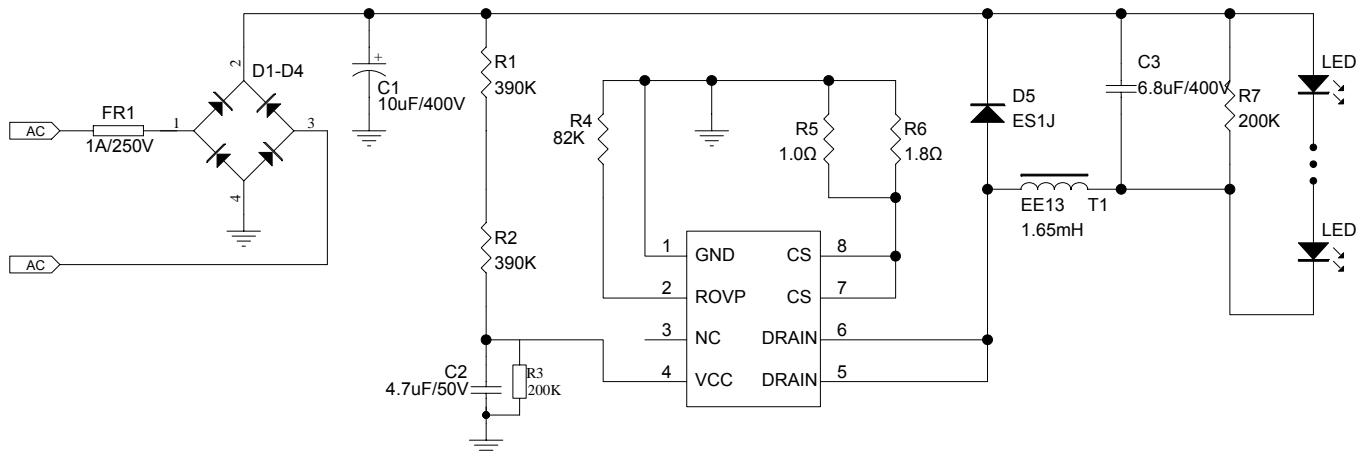 AC
FR1
1A/250V
1
2
3
4
D1-D4
AC
C1
10uF/400V
R1
390K
R2
390K
C2
4.7uF/50V
R3
200K
R4
82K
R5
1.0Ω
R6
1.8Ω
1
GND
2
ROVP
3
NC
4
VCC
CS
8
CS
7
DRAIN
6
DRAIN
5
D5
ES1J
EE13
T1
1.65mH
C3
6.8uF/400V
R7
200K
LED
LED